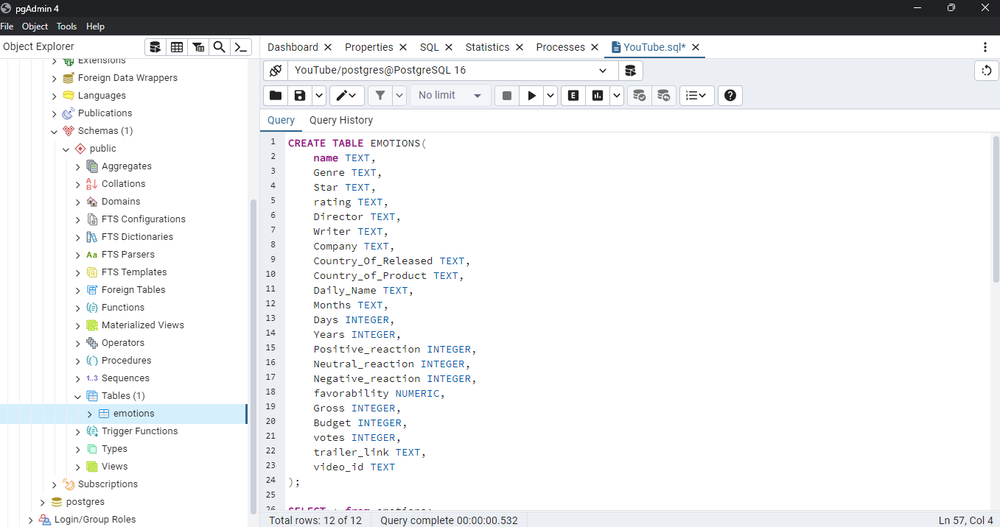 pgAdmin 4
File Object Tools Help
Object Explorer
Dashboard Properties SQL Statistics Processes YouTube.sql*
Extensions
Foreign Data Wrappers
Languages
Publications
Schemas (1)
public
Aggregates
Collations
Domains
FTS Configurations
FTS Dictionaries
Aa FTS Parsers
FTS Templates
Foreign Tables
Functions
Materialized Views
Operators
Procedures
1..3 Sequences
Tables (1)
emotions
Trigger Functions
Types
Views
Subscriptions
postgres
Login/Group Roles
YouTube/postgres@PostgreSQL 16
No limit
E
Query Query History
1 CREATE TABLE EMOTIONS(
2 name TEXT,
3 Genre TEXT,
4 Star TEXT,
5 rating TEXT,
6 Director TEXT,
7 Writer TEXT,
8 Company TEXT,
9 Country_Of_Released TEXT,
10 Country_of_Product TEXT,
11 Daily_Name TEXT,
12 Months TEXT,
13 Days INTEGER,
14 Years INTEGER,
15 Positive_reaction INTEGER,
16 Neutral_reaction INTEGER,
17 Negative_reaction INTEGER,
18 favorability NUMERIC,
19 Gross INTEGER,
20 Budget INTEGER,
21 votes INTEGER,
22 trailer_link TEXT,
23 video_id TEXT
24 );
25
26 SELECT * from emotions;
Total rows: 12 of 12 Query complete 00:00:00.532 Ln 57, Col 4